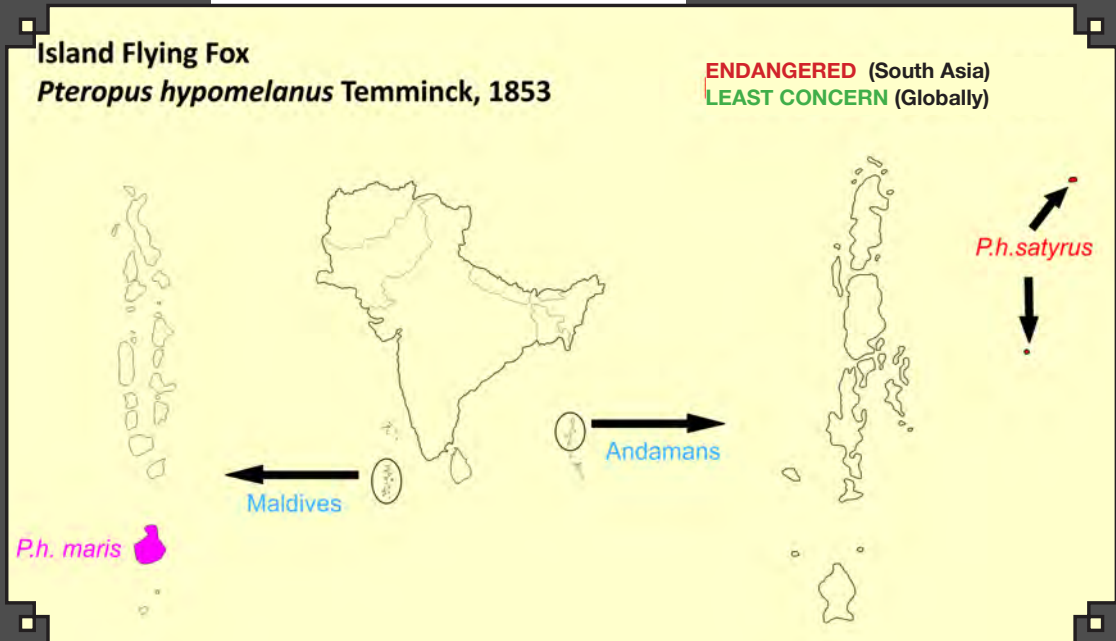 Island Flying Fox
Pteropus hypomelanus Temminck, 1853
ENDANGERED (South Asia)
LEAST CONCERN (Globally)
P.h.satyrus
Andamans
Maldives
P.h. maris